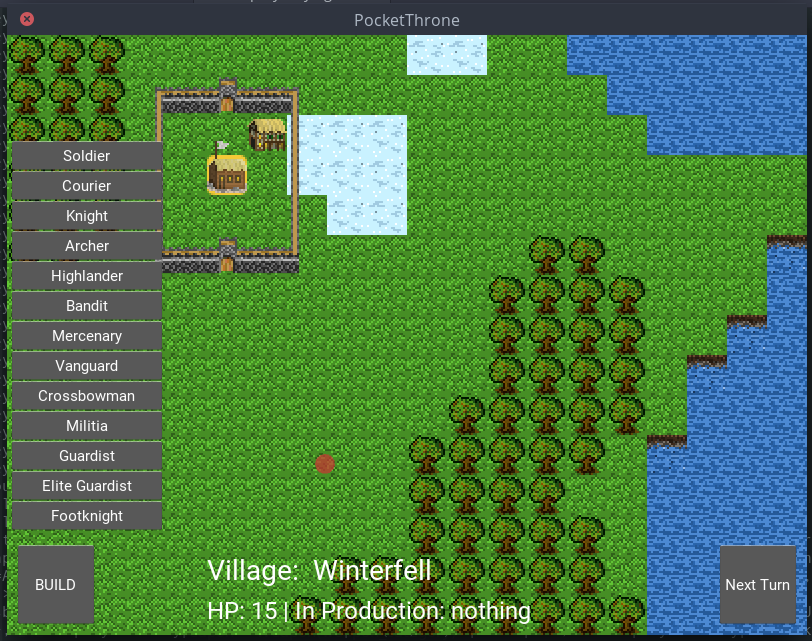 PocketThrone
Soldier
Courier
Knight
Archer
Highlander
Bandit
Mercenary
Vanguard
Crossbowman
Militia
Guardist
Elite Guardist
Footknight
BUILD
Village: Winterfell
HP: 15 | In Production: nothing
Next Turn